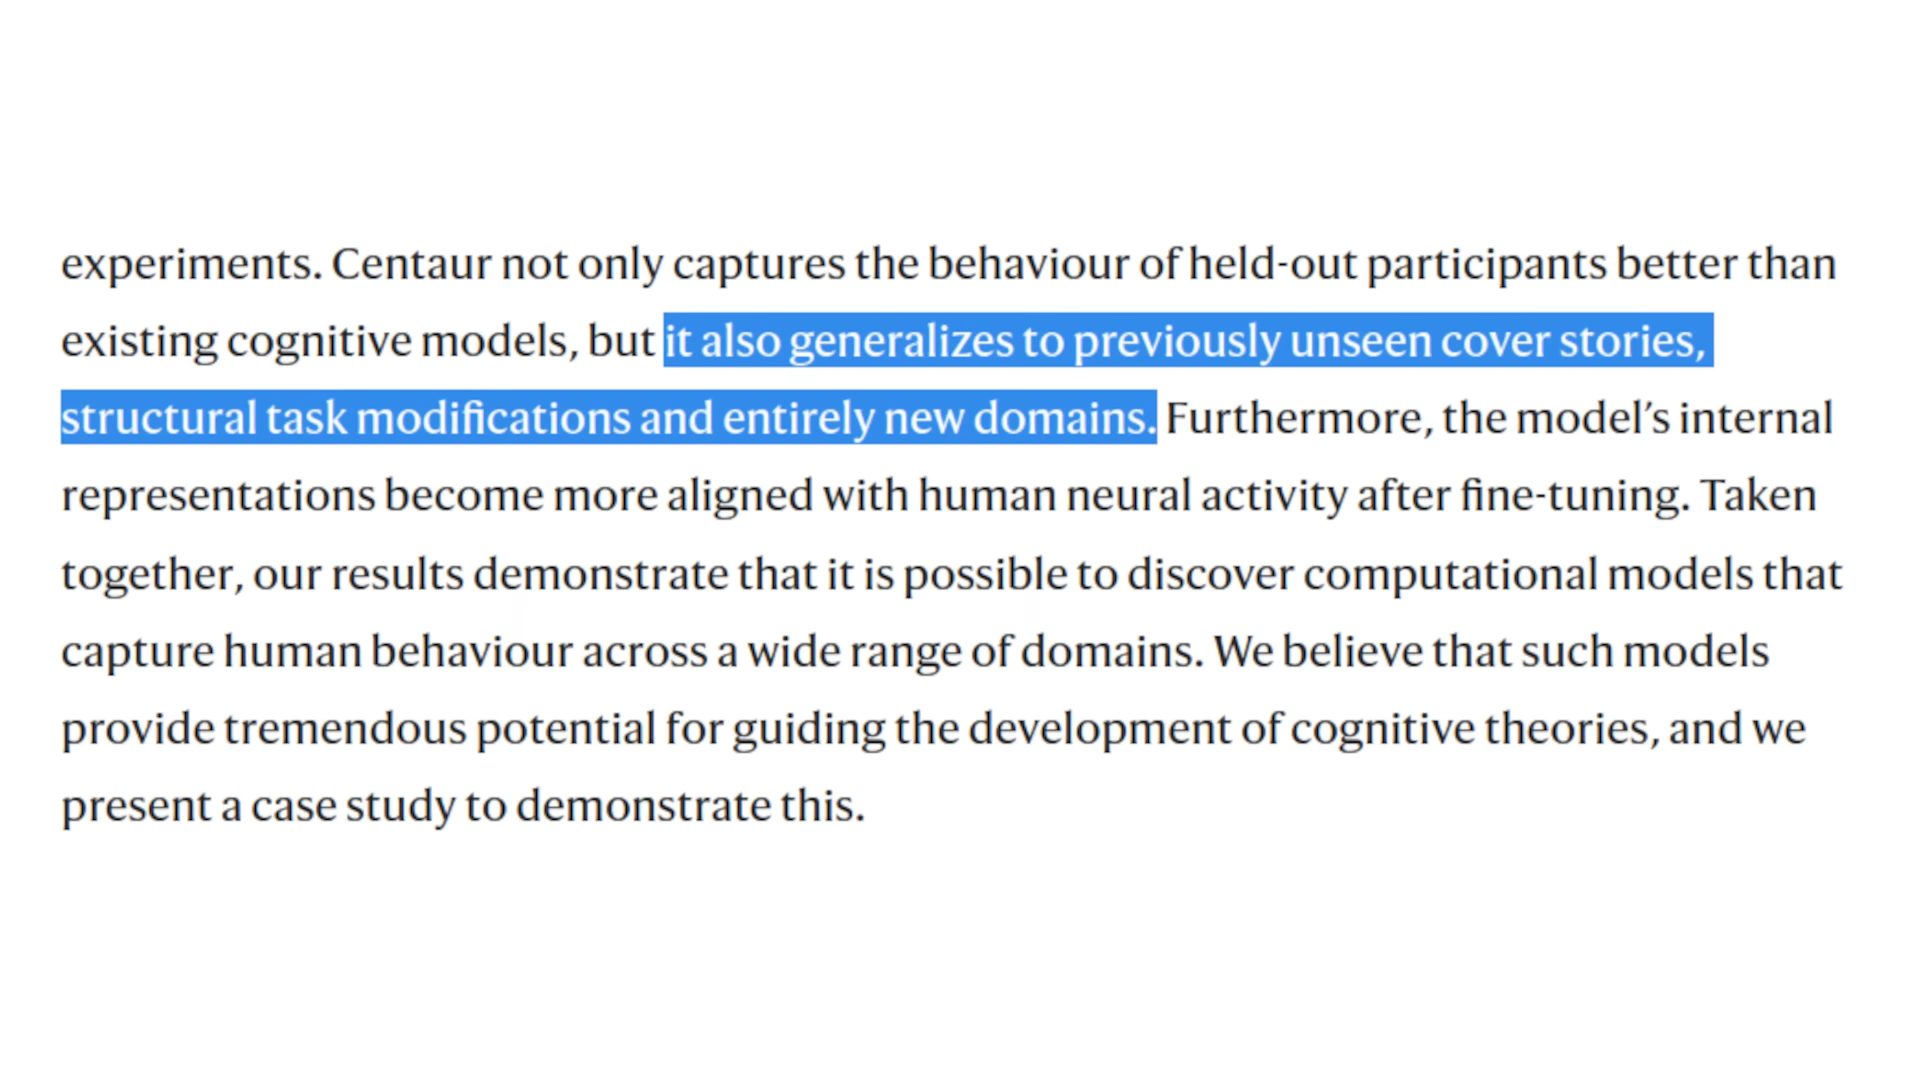 experiments. Centaur not only captures the behaviour of held-out participants better than
existing cognitive models, but it also generalizes to previously unseen cover stories,
structural task modifications and entirely new domains. Furthermore, the model’s internal
representations become more aligned with human neural activity after fine-tuning. Taken
together, our results demonstrate that it is possible to discover computational models that
capture human behaviour across a wide range of domains. We believe that such models
provide tremendous potential for guiding the development of cognitive theories, and we
present a case study to demonstrate this.